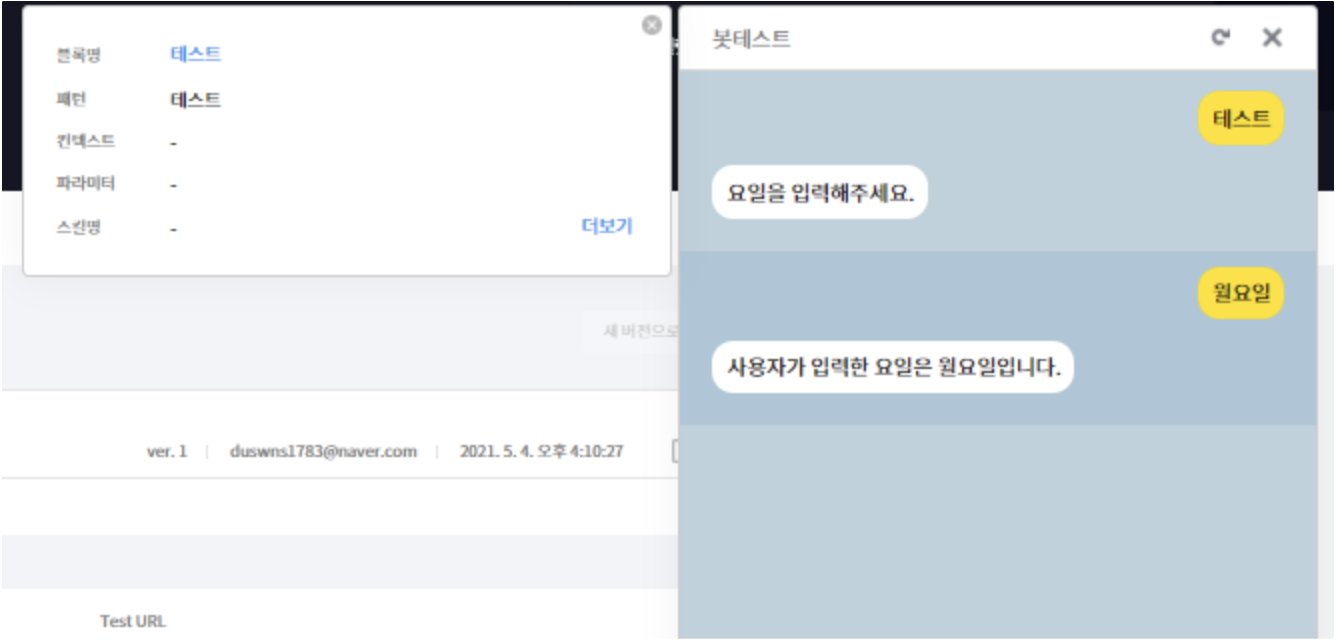 블록명 테스트
패턴 테스트
컨텍스트 -
파라미터 -
스킬명 - 더보기
새 버전으로
ver. 1 | duswns1783@naver.com | 2021. 5. 4. 오후 4:10:27
Test URL
봇테스트
테스트
요일을 입력해주세요.
월요일
사용자가 입력한 요일은 월요일입니다.